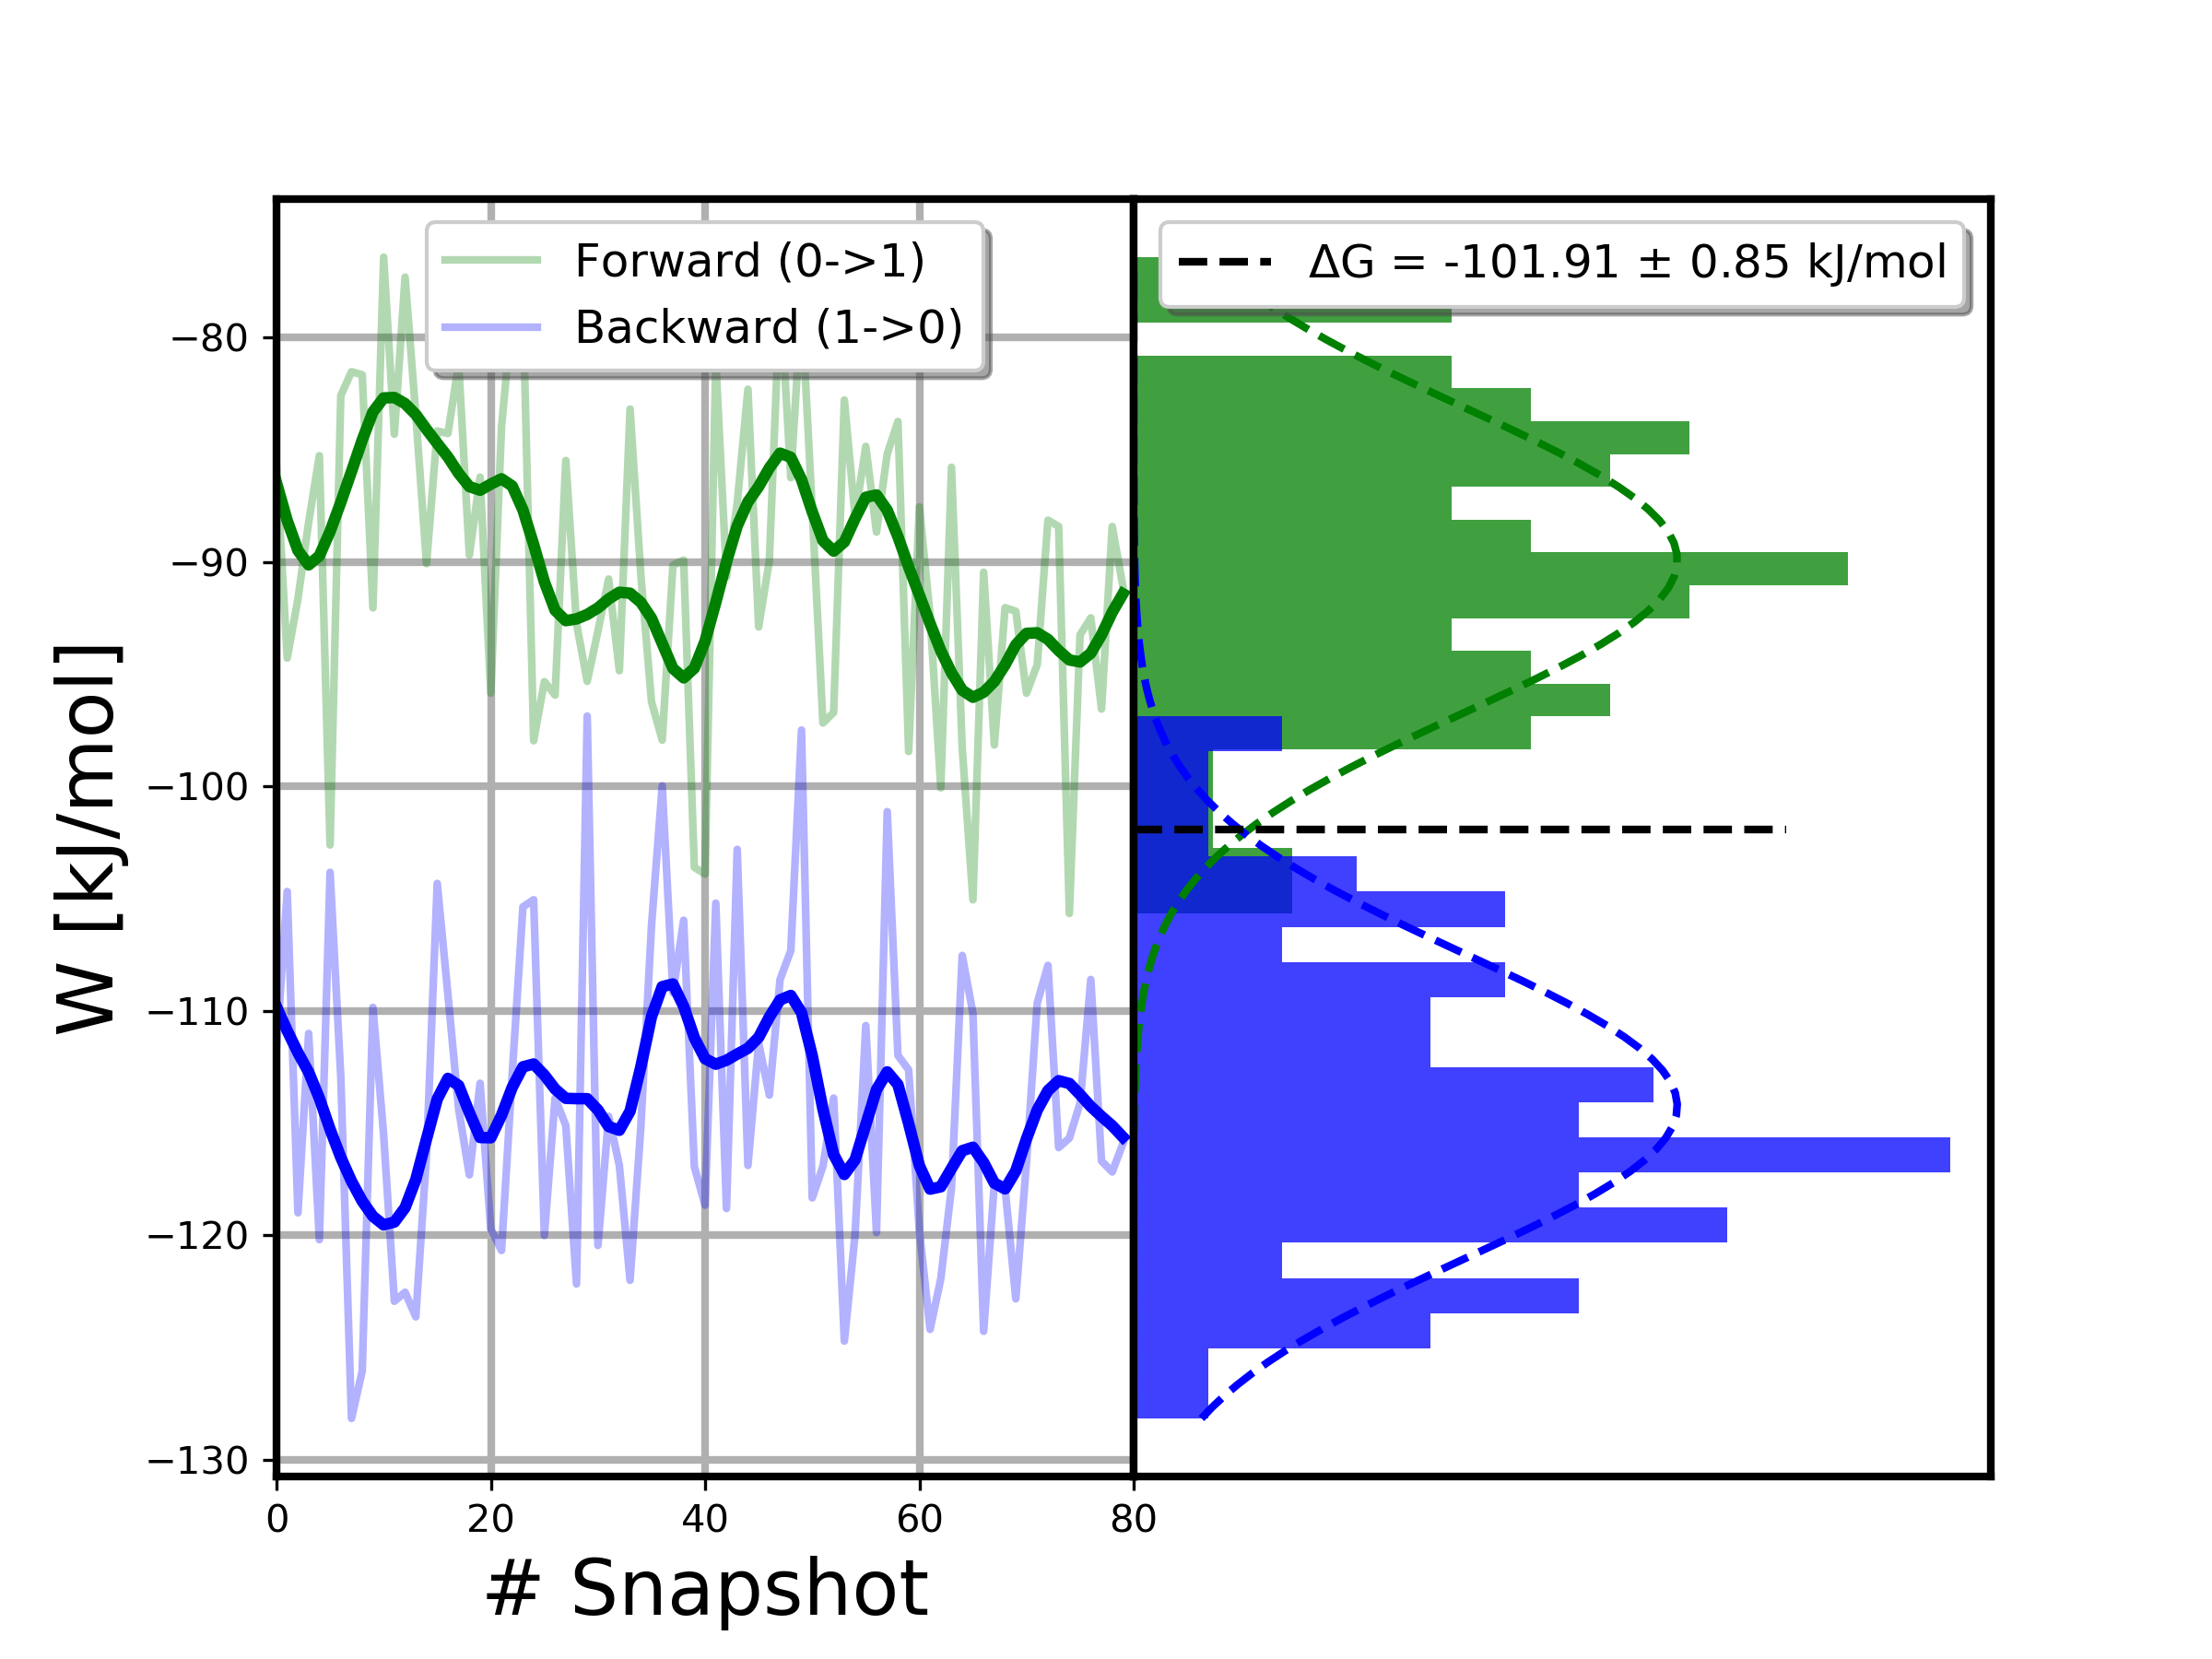 Forward (0->1)
Backward (1->0)
ΔG = -101.91 ± 0.85 kJ/mol
W [kJ/mol]
−80
−90
−100
−110
−120
−130
0 20 40 60 80
# Snapshot